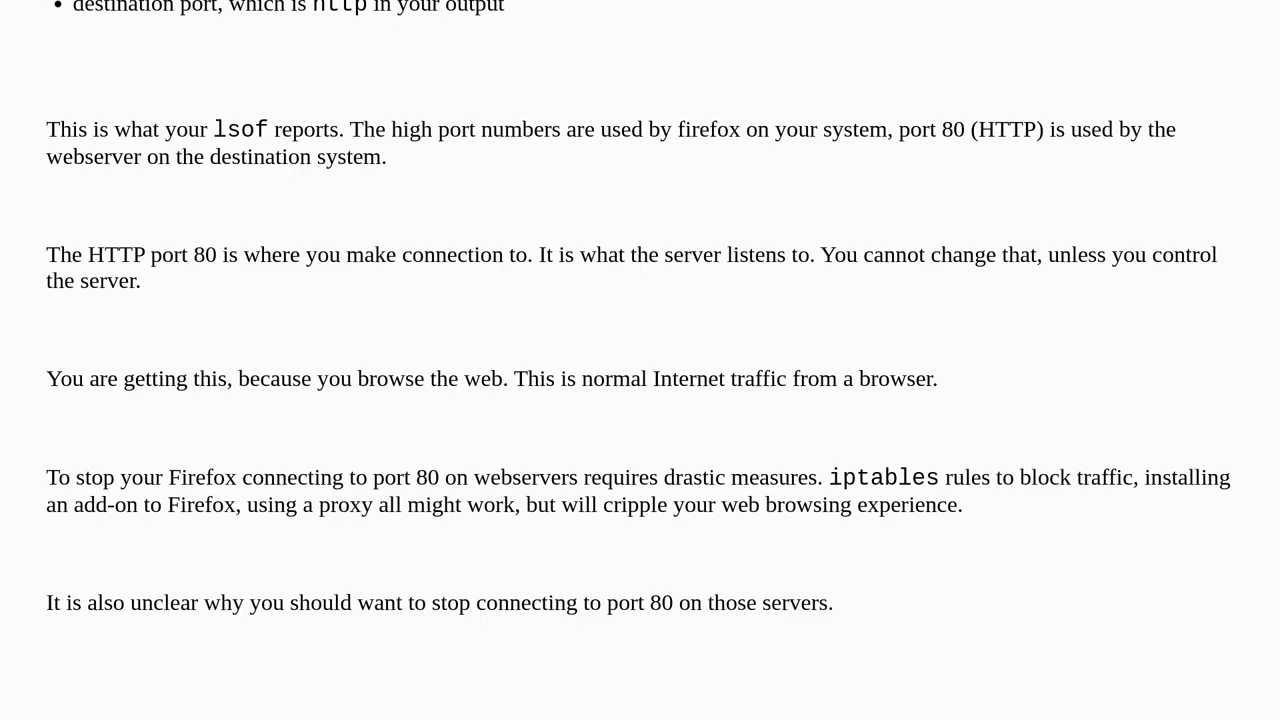 destination port, which is http in your output
This is what your lsof reports. The high port numbers are used by firefox on your system, port 80 (HTTP) is used by the
webserver on the destination system.
The HTTP port 80 is where you make connection to. It is what the server listens to. You cannot change that, unless you control
the server.
You are getting this, because you browse the web. This is normal Internet traffic from a browser.
To stop your Firefox connecting to port 80 on webservers requires drastic measures. iptables rules to block traffic, installing
an add-on to Firefox, using a proxy all might work, but will cripple your web browsing experience.
It is also unclear why you should want to stop connecting to port 80 on those servers.